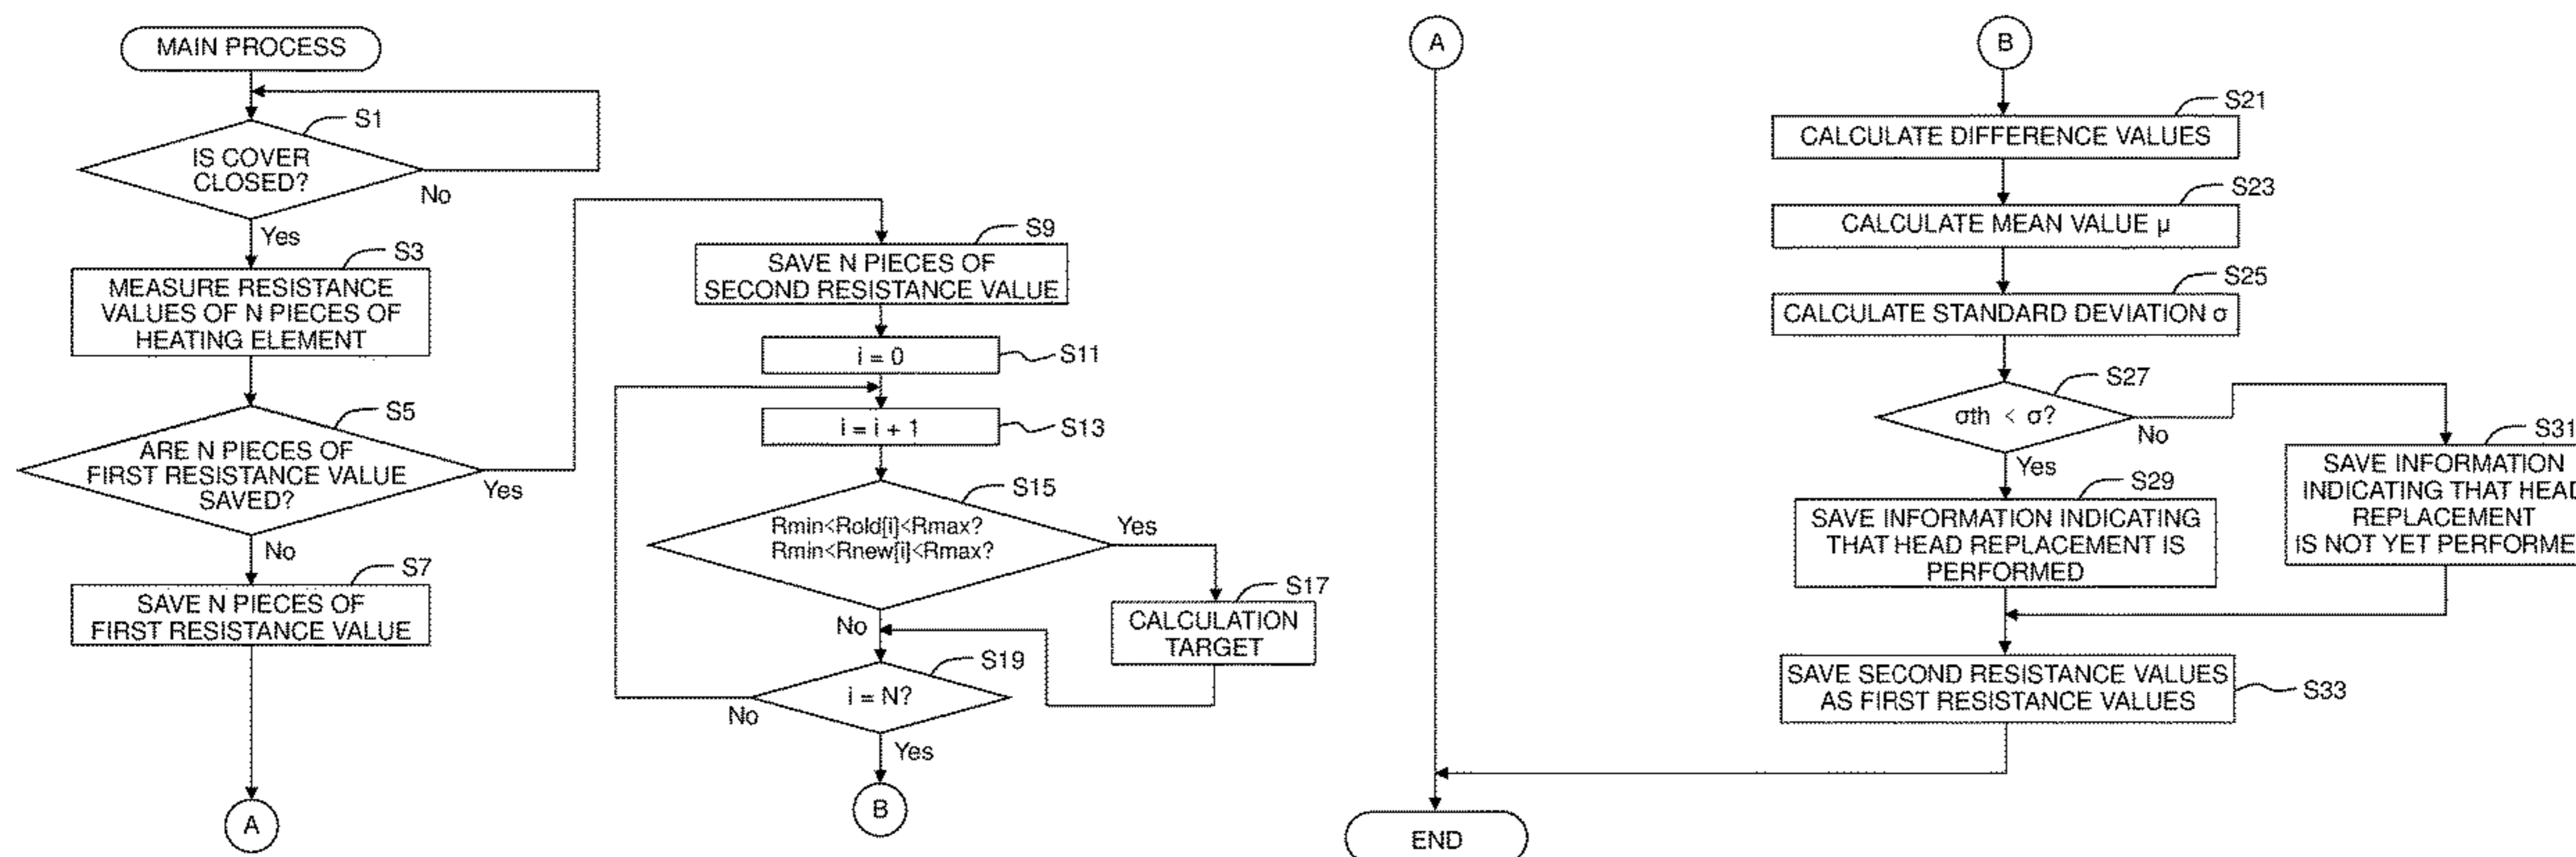 MAIN PROCESS
S1
IS COVER
CLOSED?
No
Yes
S3
MEASURE RESISTANCE
VALUES OF N PIECES OF
HEATING ELEMENT
S5
ARE N PIECES OF
FIRST RESISTANCE VALUE
SAVED?
Yes
No
S7
SAVE N PIECES OF
FIRST RESISTANCE VALUE
A
S9
SAVE N PIECES OF
SECOND RESISTANCE VALUE
i = 0
S11
i = i + 1
S13
S15
Rmin<Rold[i]<Rmax?
Rmin<Rnew[i]<Rmax?
Yes
S17
CALCULATION
TARGET
No
S19
i = N?
No
Yes
B
A
END
B
S21
CALCULATE DIFFERENCE VALUES
S23
CALCULATE MEAN VALUE μ
S25
CALCULATE STANDARD DEVIATION σ
S27
σth < σ?
No
Yes
S29
SAVE INFORMATION INDICATING
THAT HEAD REPLACEMENT IS
PERFORMED
S31
SAVE INFORMATION
INDICATING THAT HEAD
REPLACEMENT
IS NOT YET PERFORME
SAVE SECOND RESISTANCE VALUES
AS FIRST RESISTANCE VALUES
S33